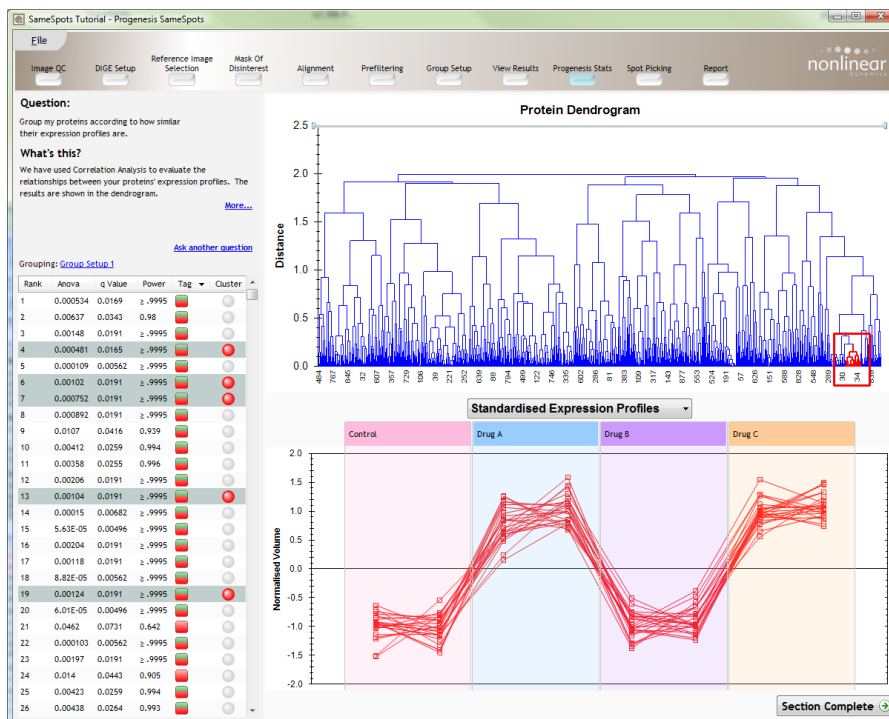 SameSpots Tutorial - Progenesis SameSpots
File
Image QC
DIGE Setup
Reference Image
Selection
Mask Of
Disinterest
Alignment
Prefiltering
Group Setup
View Results
Progenesis Stats
Spot Picking
Report
nonlinear
dynamics
Question:
Group my proteins according to how similar
their expression profiles are.
What's this?
We have used Correlation Analysis to evaluate the
relationships between your proteins' expression profiles. The
results are shown in the dendrogram.
More...
Ask another question
Grouping: Group Setup 1
Rank Anova q Value Power Tag Cluster
1 0.000534 0.0169 ≥ .9995
2 0.00637 0.0343 0.98
3 0.00148 0.0191 ≥ .9995
4 0.000481 0.0165 ≥ .9995
5 0.000109 0.00562 ≥ .9995
6 0.00102 0.0191 ≥ .9995
7 0.000752 0.0191 ≥ .9995
8 0.000892 0.0191 ≥ .9995
9 0.0107 0.0416 0.939
10 0.00412 0.0259 0.994
11 0.00358 0.0255 0.996
12 0.00206 0.0191 ≥ .9995
13 0.00104 0.0191 ≥ .9995
14 0.00015 0.00682 ≥ .9995
15 5.63E-05 0.00496 ≥ .9995
16 0.00204 0.0191 ≥ .9995
17 0.00118 0.0191 ≥ .9995
18 8.82E-05 0.00562 ≥ .9995
19 0.00124 0.0191 ≥ .9995
20 6.01E-05 0.00496 ≥ .9995
21 0.0462 0.0731 0.642
22 0.000103 0.00562 ≥ .9995
23 0.00197 0.0191 ≥ .9995
24 0.014 0.0443 0.905
25 0.00423 0.0259 0.994
26 0.00438 0.0264 0.993
Protein Dendrogram
Distance
2.5
2.0
1.5
1.0
0.5
0.0
484 767 845 32 607 357 729 106 39 221 252 639 88 794 499 122 746 335 602 286 81 383 109 317 143 877 553 524 191 57 626 151 588 828 548 289 30 34
Standardised Expression Profiles
Control
Drug A
Drug B
Drug C
Normalised Volume
2.0
1.5
1.0
0.5
0.0
-0.5
-1.0
-1.5
-2.0
Section Complete